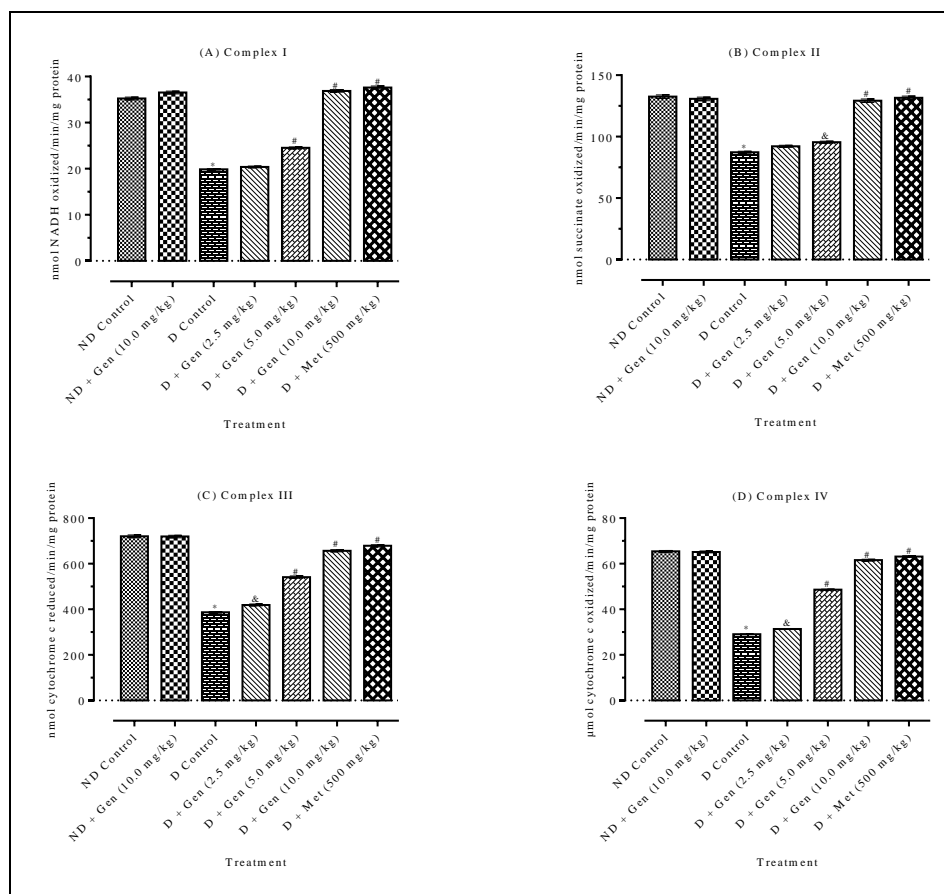 (A) Complex I
nmol NADH oxidized/min/mg protein
40
30
20
10
0
*
#
#
#
ND Control
ND + Gen (10.0 mg/kg)
D Control
D + Gen (2.5 mg/kg)
D + Gen (5.0 mg/kg)
D + Gen (10.0 mg/kg)
D + Met (500 mg/kg)
Treatment
(B) Complex II
nmol succinate oxidized/min/mg protein
150
100
50
0
*
&
#
#
ND Control
ND + Gen (10.0 mg/kg)
D Control
D + Gen (2.5 mg/kg)
D + Gen (5.0 mg/kg)
D + Gen (10.0 mg/kg)
D + Met (500 mg/kg)
Treatment
(C) Complex III
nmol cytochrome c reduced/min/mg protein
800
600
400
200
0
*
&
#
#
#
ND Control
ND + Gen (10.0 mg/kg)
D Control
D + Gen (2.5 mg/kg)
D + Gen (5.0 mg/kg)
D + Gen (10.0 mg/kg)
D + Met (500 mg/kg)
Treatment
(D) Complex IV
µmol cytochrome c oxidized/min/mg protein
80
60
40
20
0
*
&
#
#
#
ND Control
ND + Gen (10.0 mg/kg)
D Control
D + Gen (2.5 mg/kg)
D + Gen (5.0 mg/kg)
D + Gen (10.0 mg/kg)
D + Met (500 mg/kg)
Treatment